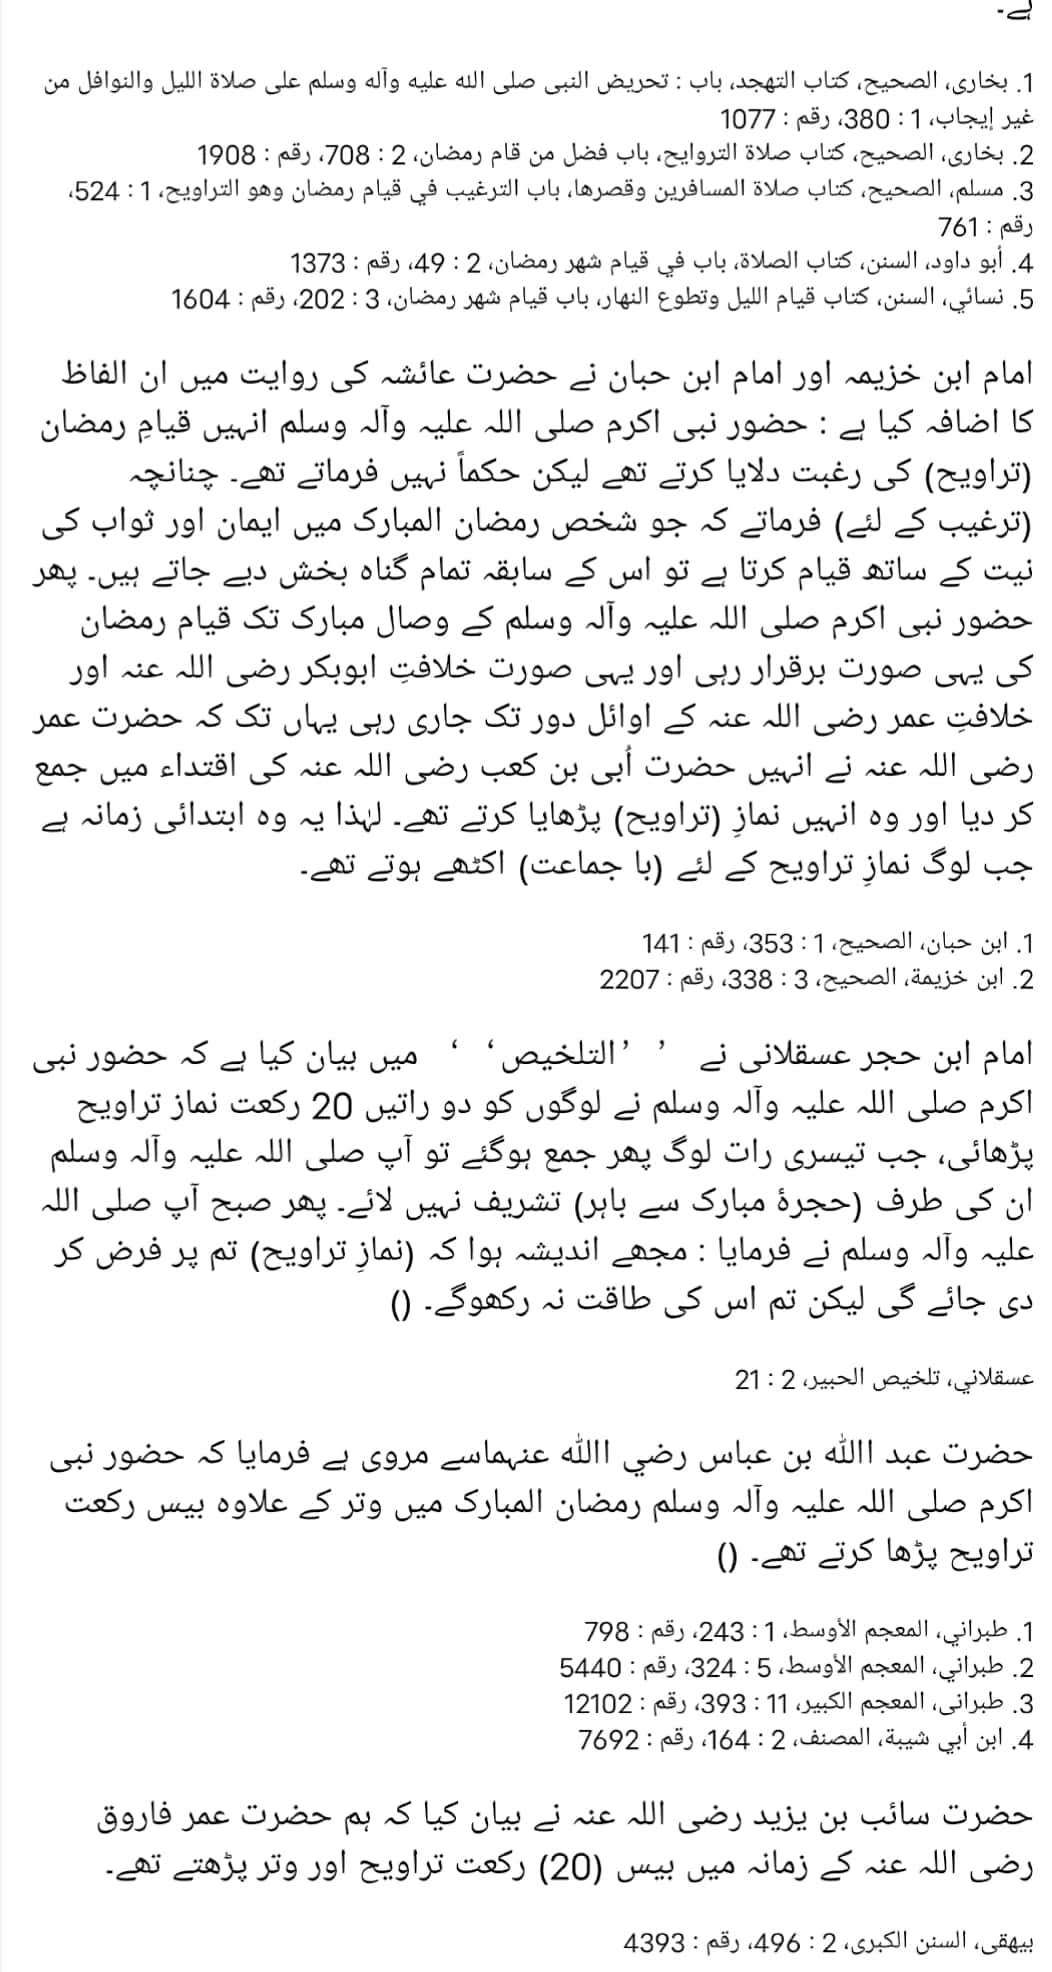 ہے۔
1. بخاری، الصحيح، کتاب التهجد، باب : تحريض النبی صلی الله عليه وآله وسلم علی صلاة الليل والنوافل من
غير إيجاب، 1 : 380، رقم : 1077
2. بخاری، الصحيح، کتاب صلاة الترواِيح، باب فضل من قام رمضان، 2 : 708، رقم : 1908
3. مسلم، الصحيح، کتاب صلاة المسافرين وقصرها، باب الترغيب في قيام رمضان وهو التراويح، 1 : 524،
رقم : 761
4. أبو داود، السنن، کتاب الصلاة، باب في قيام شهر رمضان، 2 : 49، رقم : 1373
5. نسائي، السنن، کتاب قيام الليل وتطوع النهار، باب قيام شهر رمضان، 3 : 202، رقم : 1604
امام ابن خزیمہ اور امام ابن حبان نے حضرت عائشہ کی روایت میں ان الفاظ
کا اضافہ کیا ہے : حضور نبی اکرم صلی اللہ علیہ وآلہ وسلم انہیں قیامِ رمضان
(تراویح) کی رغبت دلایا کرتے تھے لیکن حکماً نہیں فرماتے تھے۔ چنانچہ
(ترغیب کے لئے) فرماتے کہ جو شخص رمضان المبارک میں ایمان اور ثواب کی
نیت کے ساتھ قیام کرتا ہے تو اس کے سابقہ تمام گناہ بخش دیے جاتے ہیں۔ پھر
حضور نبی اکرم صلی اللہ علیہ وآلہ وسلم کے وصال مبارک تک قیام رمضان
کی یہی صورت برقرار رہی اور یہی صورت خلافتِ ابوبکر رضی اللہ عنہ اور
خلافتِ عمر رضی اللہ عنہ کے اوائل دور تک جاری رہی یہاں تک کہ حضرت عمر
رضی اللہ عنہ نے انہیں حضرت اُبی بن کعب رضی اللہ عنہ کی اقتداء میں جمع
کر دیا اور وہ انہیں نمازِ (تراویح) پڑھایا کرتے تھے۔ لہٰذا یہ وہ ابتدائی زمانہ ہے
جب لوگ نمازِ تراویح کے لئے (با جماعت) اکٹھے ہوتے تھے۔
1. ابن حبان، الصحيح، 1 : 353، رقم : 141
2. ابن خزيمة، الصحيح، 3 : 338، رقم : 2207
امام ابن حجر عسقلانی نے ’ ’التلخیص‘ ‘ میں بیان کیا ہے کہ حضور نبی
اکرم صلی اللہ علیہ وآلہ وسلم نے لوگوں کو دو راتیں 20 رکعت نماز تراویح
پڑھائی، جب تیسری رات لوگ پھر جمع ہوگئے تو آپ صلی اللہ علیہ وآلہ وسلم
ان کی طرف (حجرۂ مبارک سے باہر) تشریف نہیں لائے۔ پھر صبح آپ صلی اللہ
علیہ وآلہ وسلم نے فرمایا : مجھے اندیشہ ہوا کہ (نمازِ تراویح) تم پر فرض کر
دی جائے گی لیکن تم اس کی طاقت نہ رکھوگے۔ ()
عسقلاني، تلخيص الحبير، 2 : 21
حضرت عبد اﷲ بن عباس رضي اﷲ عنہماسے مروی ہے فرمایا کہ حضور نبی
اکرم صلی اللہ علیہ وآلہ وسلم رمضان المبارک میں وتر کے علاوہ بیس رکعت
تراویح پڑھا کرتے تھے۔ ()
1. طبراني، المعجم الأوسط، 1 : 243، رقم : 798
2. طبراني، المعجم الأوسط، 5 : 324، رقم : 5440
3. طبرانی، المعجم الکبير، 11 : 393، رقم : 12102
4. ابن أبي شيبة، المصنف، 2 : 164، رقم : 7692
حضرت سائب بن یزید رضی اللہ عنہ نے بیان کیا کہ ہم حضرت عمر فاروق
رضی اللہ عنہ کے زمانہ میں بیس (20) رکعت تراویح اور وتر پڑھتے تھے۔
بيهقی، السنن الکبری، 2 : 496، رقم : 4393